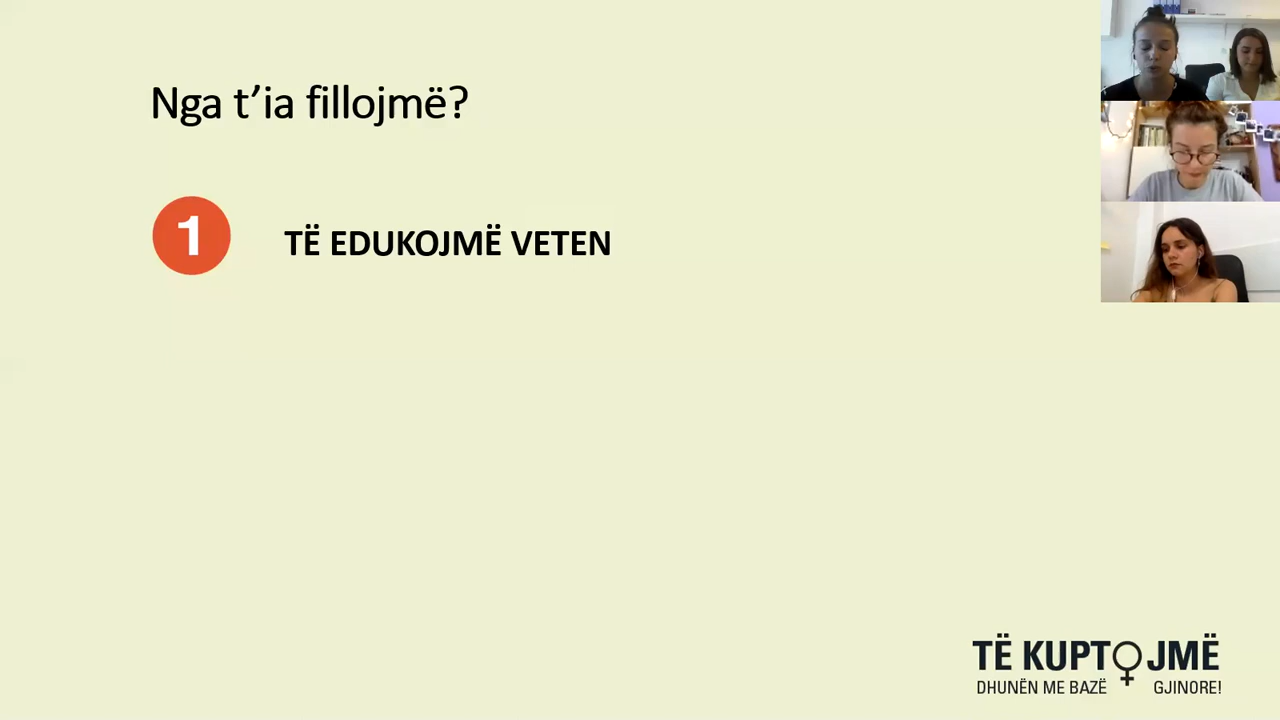 Nga t’ia fillojmë?
1 TË EDUKOJMË VETEN
TË KUPTOJMË
DHUNËN ME BAZË GJINORE!